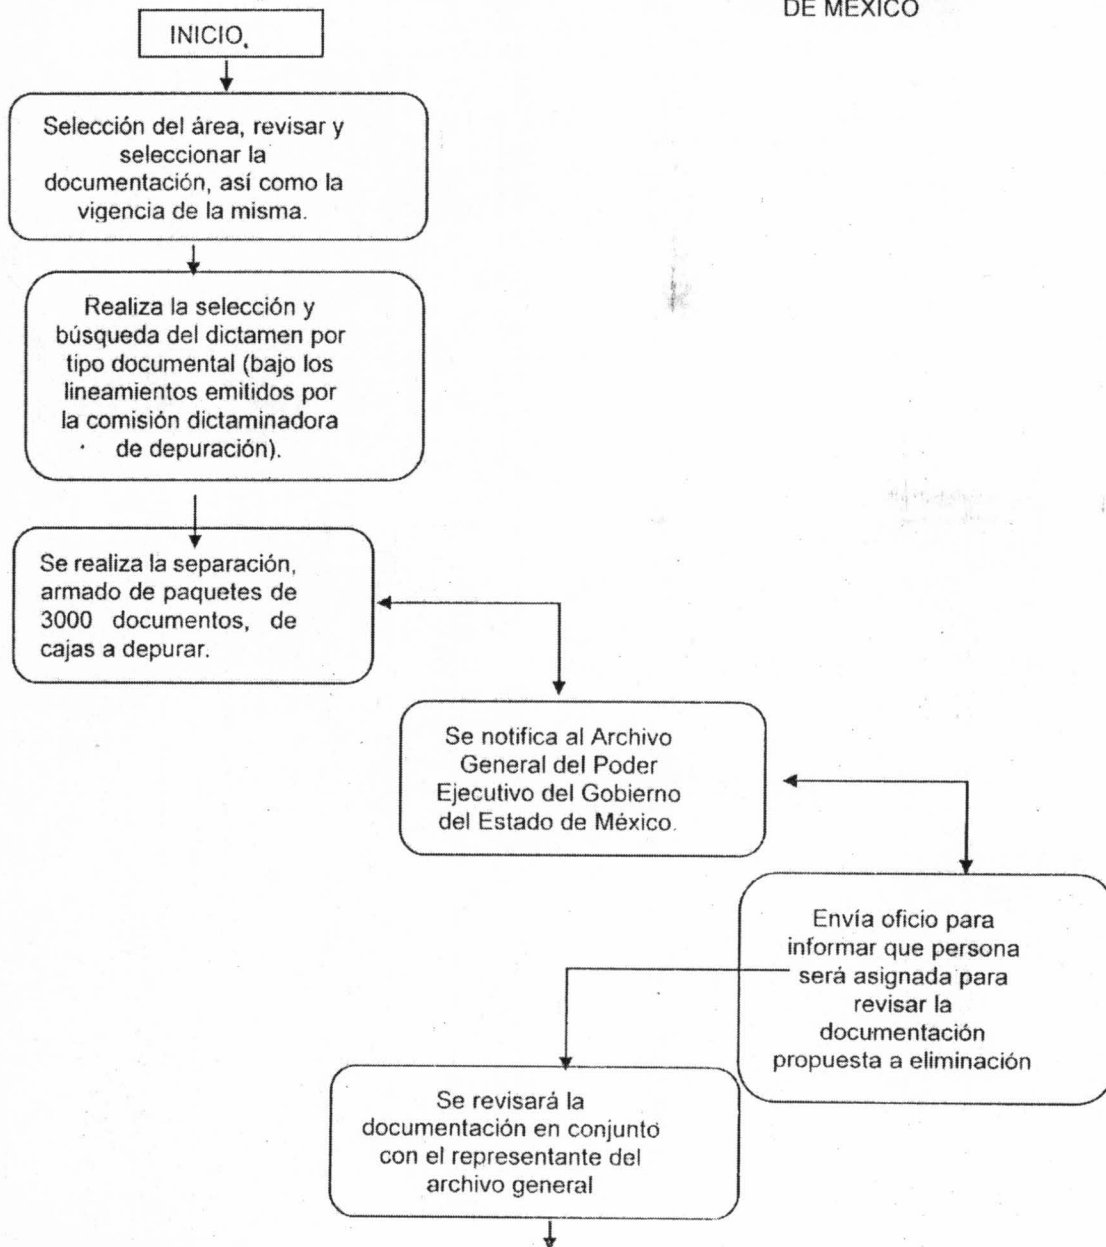 DE MEXICO
INICIO
Selección del área, revisar y
seleccionar la
documentación, así como la
vigencia de la misma.
Realiza la selección y
búsqueda del dictamen por
tipo documental (bajo los
lineamientos emitidos por
la comisión dictaminadora
de depuración).
Se realiza la separación,
armado de paquetes de
3000 documentos, de
cajas a depurar.
Se notifica al Archivo
General del Poder
Ejecutivo del Gobierno
del Estado de México.
Envía oficio para
informar que persona
será asignada para
revisar la
documentación
propuesta a eliminación
Se revisará la
documentación en conjunto
con el representante del
archivo general